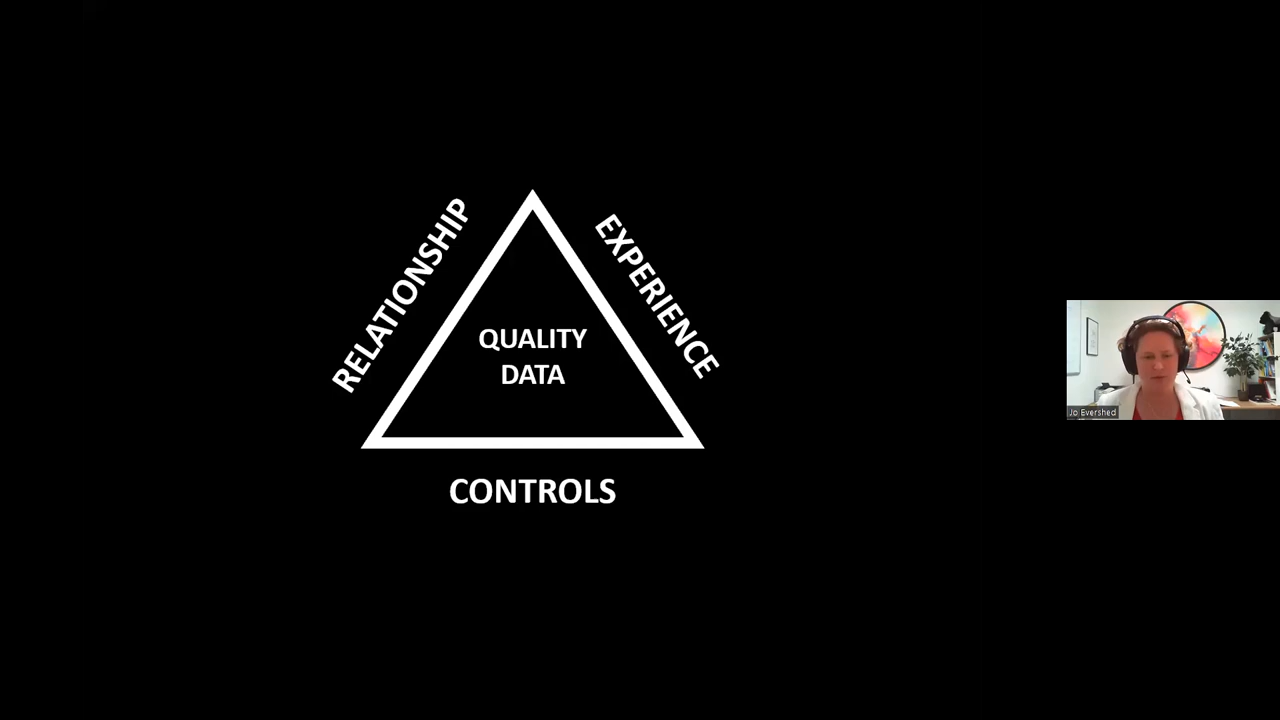 RELATIONSHIP
EXPERIENCE
QUALITY
DATA
CONTROLS
Jo Evershed